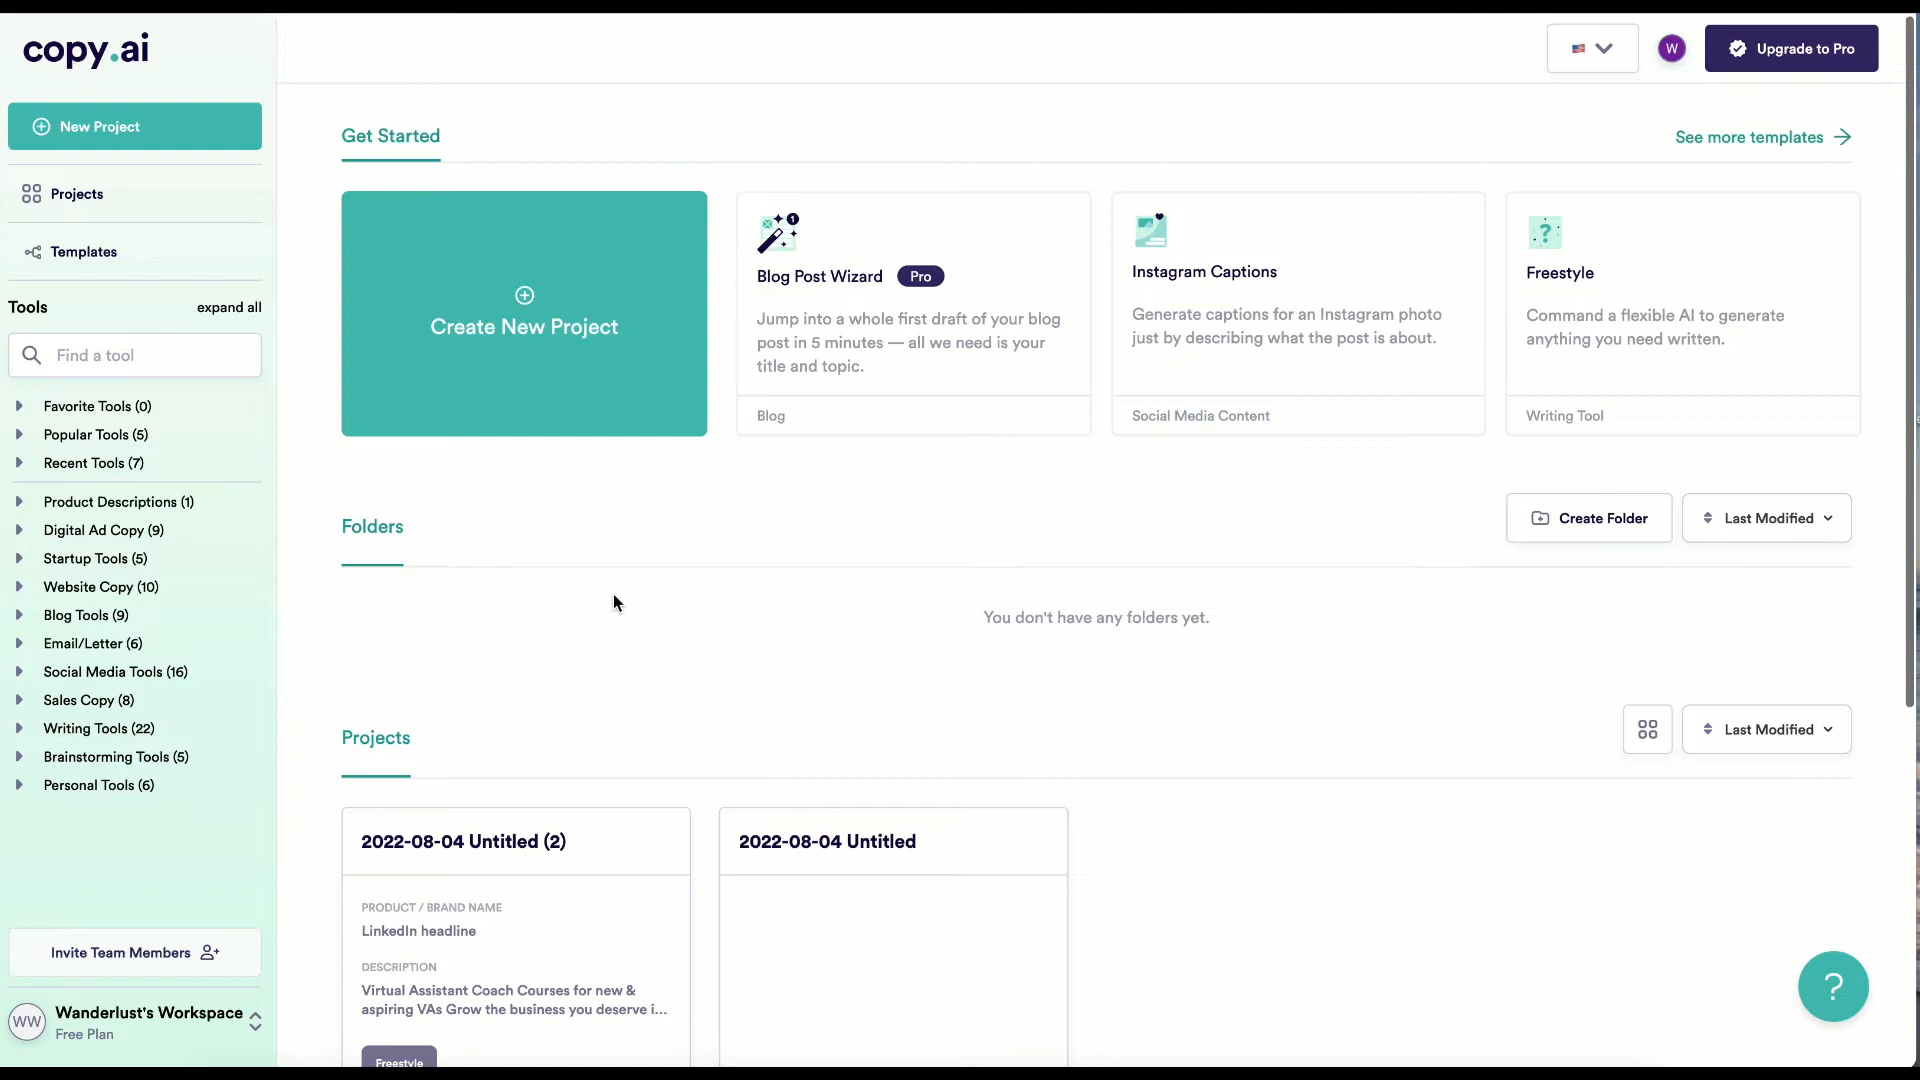 copy.ai
New Project
Projects
Templates
Tools
expand all
Find a tool
Favorite Tools (0)
Popular Tools (5)
Recent Tools (7)
Product Descriptions (1)
Digital Ad Copy (9)
Startup Tools (5)
Website Copy (10)
Blog Tools (9)
Email/Letter (6)
Social Media Tools (16)
Sales Copy (8)
Writing Tools (22)
Brainstorming Tools (5)
Personal Tools (6)
Invite Team Members
WW
Wanderlust's Workspace
Free Plan
W
Upgrade to Pro
Get Started
See more templates
Create New Project
1
Blog Post Wizard Pro
Jump into a whole first draft of your blog
post in 5 minutes — all we need is your
title and topic.
Blog
Instagram Captions
Generate captions for an Instagram photo
just by describing what the post is about.
Social Media Content
?
Freestyle
Command a flexible AI to generate
anything you need written.
Writing Tool
Folders
Create Folder
Last Modified
You don't have any folders yet.
Projects
Last Modified
2022-08-04 Untitled (2)
PRODUCT / BRAND NAME
LinkedIn headline
DESCRIPTION
Virtual Assistant Coach Courses for new &
aspiring VAs Grow the business you deserve i...
Freestyle
2022-08-04 Untitled
?